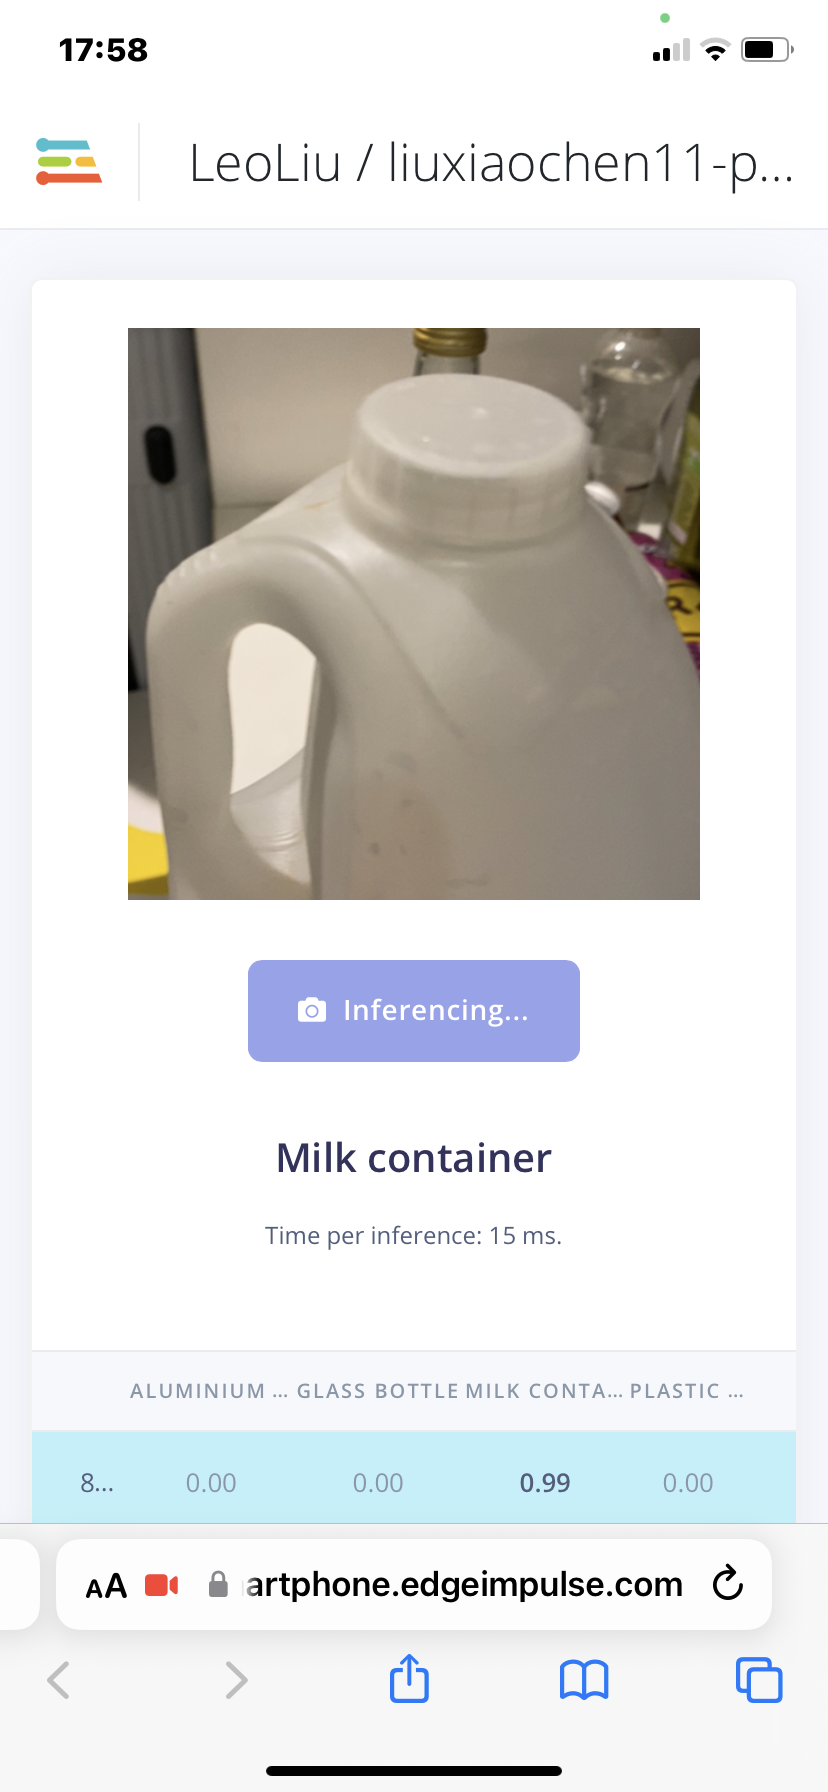 17:58
LeoLiu / liuxiaochen11-p...
Inferencing...
Milk container
Time per inference: 15 ms.
ALUMINIUM ... GLASS BOTTLE MILK CONTA... PLASTIC ...
8... 0.00 0.00 0.99 0.00
AA artphone.edgeimpulse.com